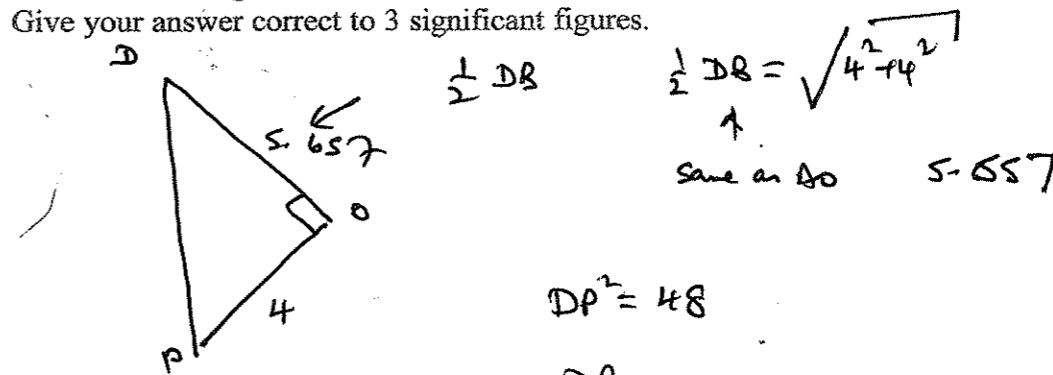 Give your answer correct to 3 significant figures.
D
½ DB
½ DB = √4²+4²
5.657
↑
same as AO 5.657
O
DP² = 48
4
P